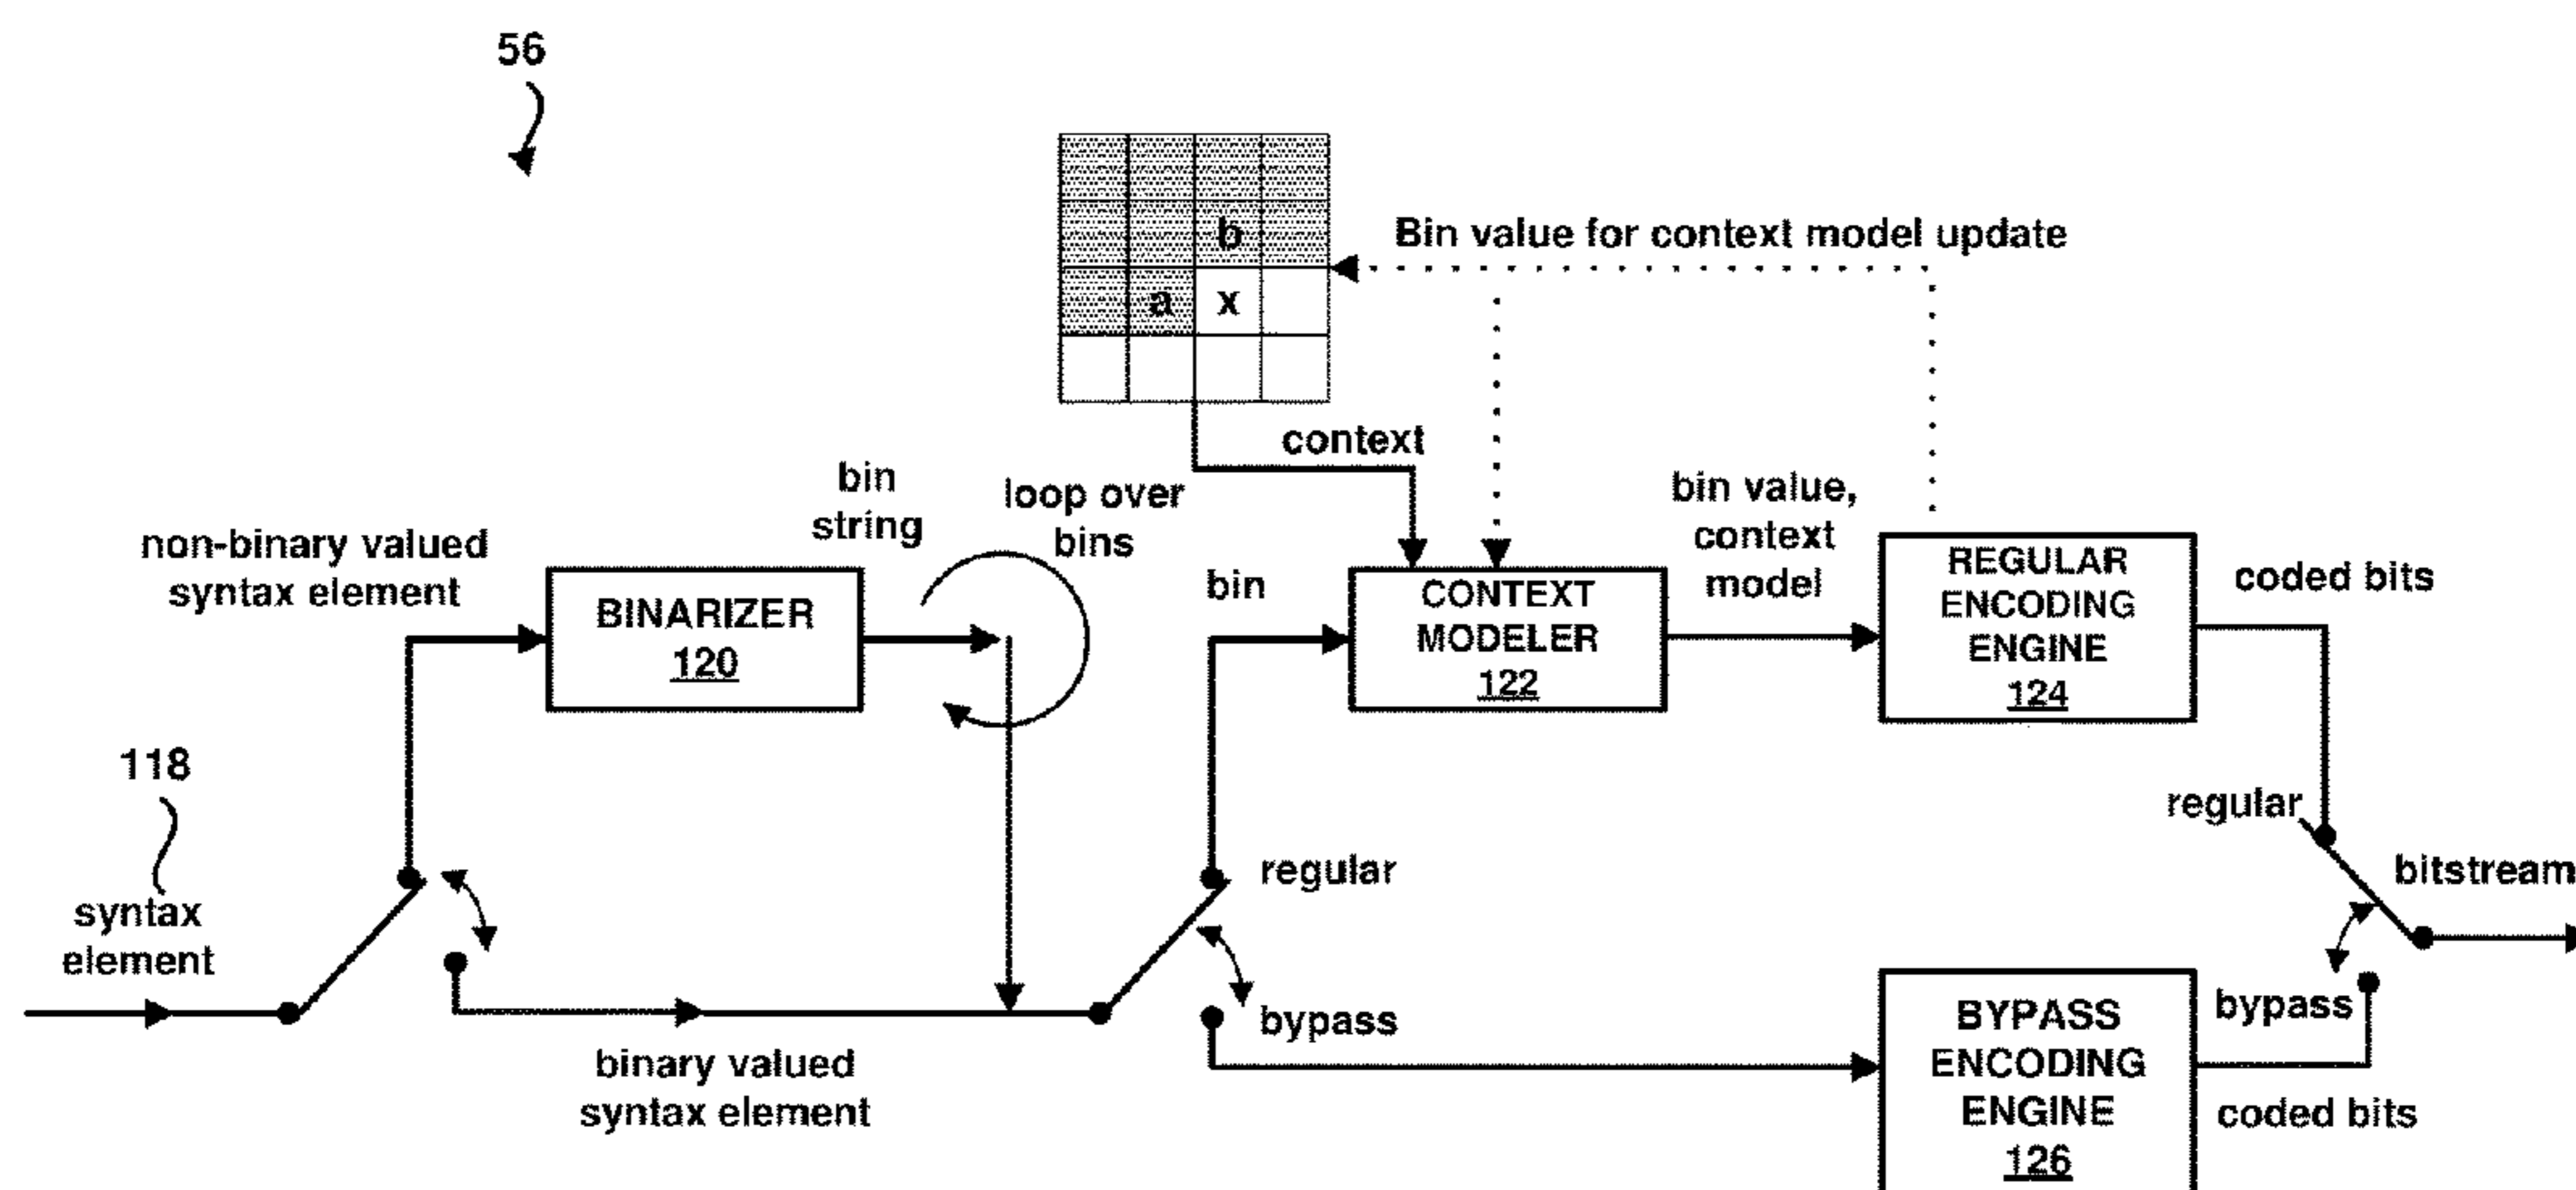 56
b
Bin value for context model update
a
x
context
bin
string
loop over
bins
bin value,
context
model
non-binary valued
syntax element
BINARIZER
120
bin
CONTEXT
MODELER
122
REGULAR
ENCODING
ENGINE
124
coded bits
118
syntax
element
regular
regular
bitstream
bypass
bypass
binary valued
syntax element
BYPASS
ENCODING
ENGINE
126
coded bits